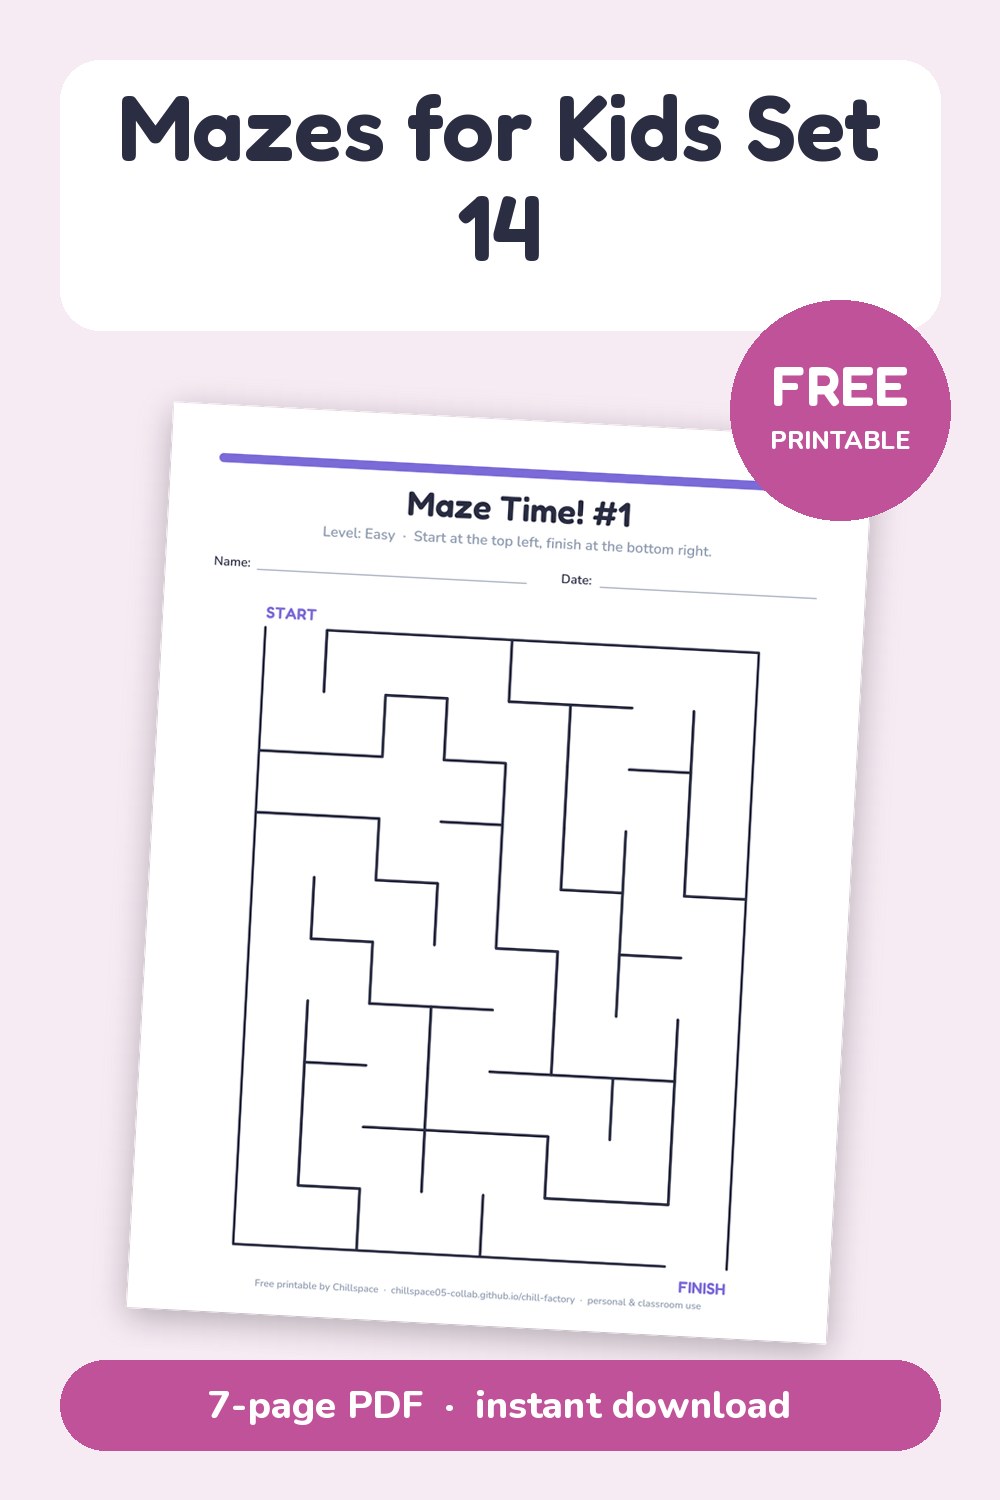 Mazes for Kids Set
14
FREE
PRINTABLE
Maze Time! #1
Level: Easy · Start at the top left, finish at the bottom right.
Name:
Date:
START
FINISH
Free printable by Chillspace · chillspace05-collab.github.io/chill-factory · personal & classroom use
7-page PDF · instant download